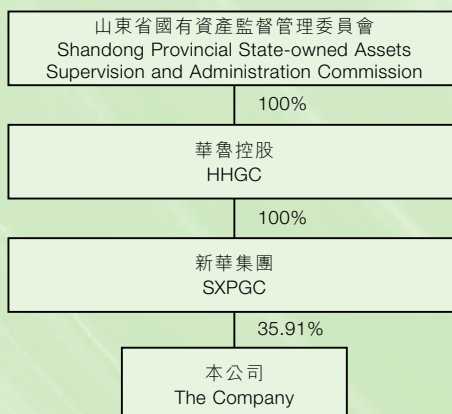 山東省國有資產監督管理委員會
Shandong Provincial State-owned Assets
Supervision and Administration Commission
100%
華魯控股
HHGC
100%
新華集團
SXPGC
35.91%
本公司
The Company